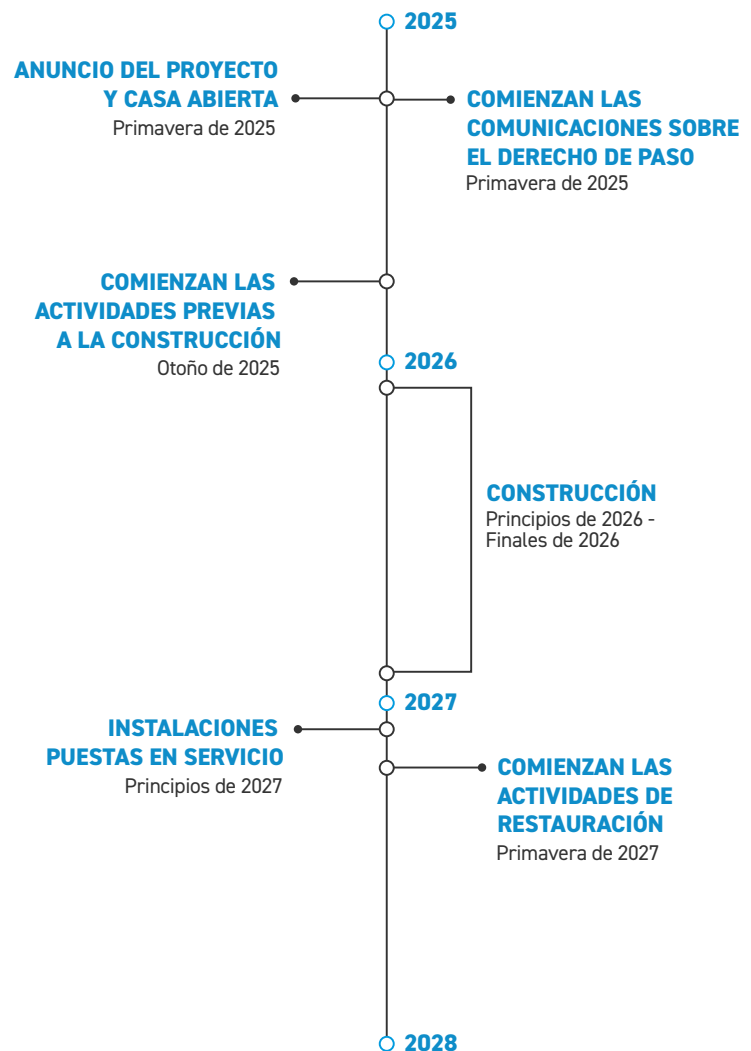 2025
ANUNCIO DEL PROYECTO
Y CASA ABIERTA
Primavera de 2025
COMIENZAN LAS
COMUNICACIONES SOBRE
EL DERECHO DE PASO
Primavera de 2025
COMIENZAN LAS
ACTIVIDADES PREVIAS
A LA CONSTRUCCIÓN
Otoño de 2025
2026
CONSTRUCCIÓN
Principios de 2026 -
Finales de 2026
2027
INSTALACIONES
PUESTAS EN SERVICIO
Principios de 2027
COMIENZAN LAS
ACTIVIDADES DE
RESTAURACIÓN
Primavera de 2027
2028